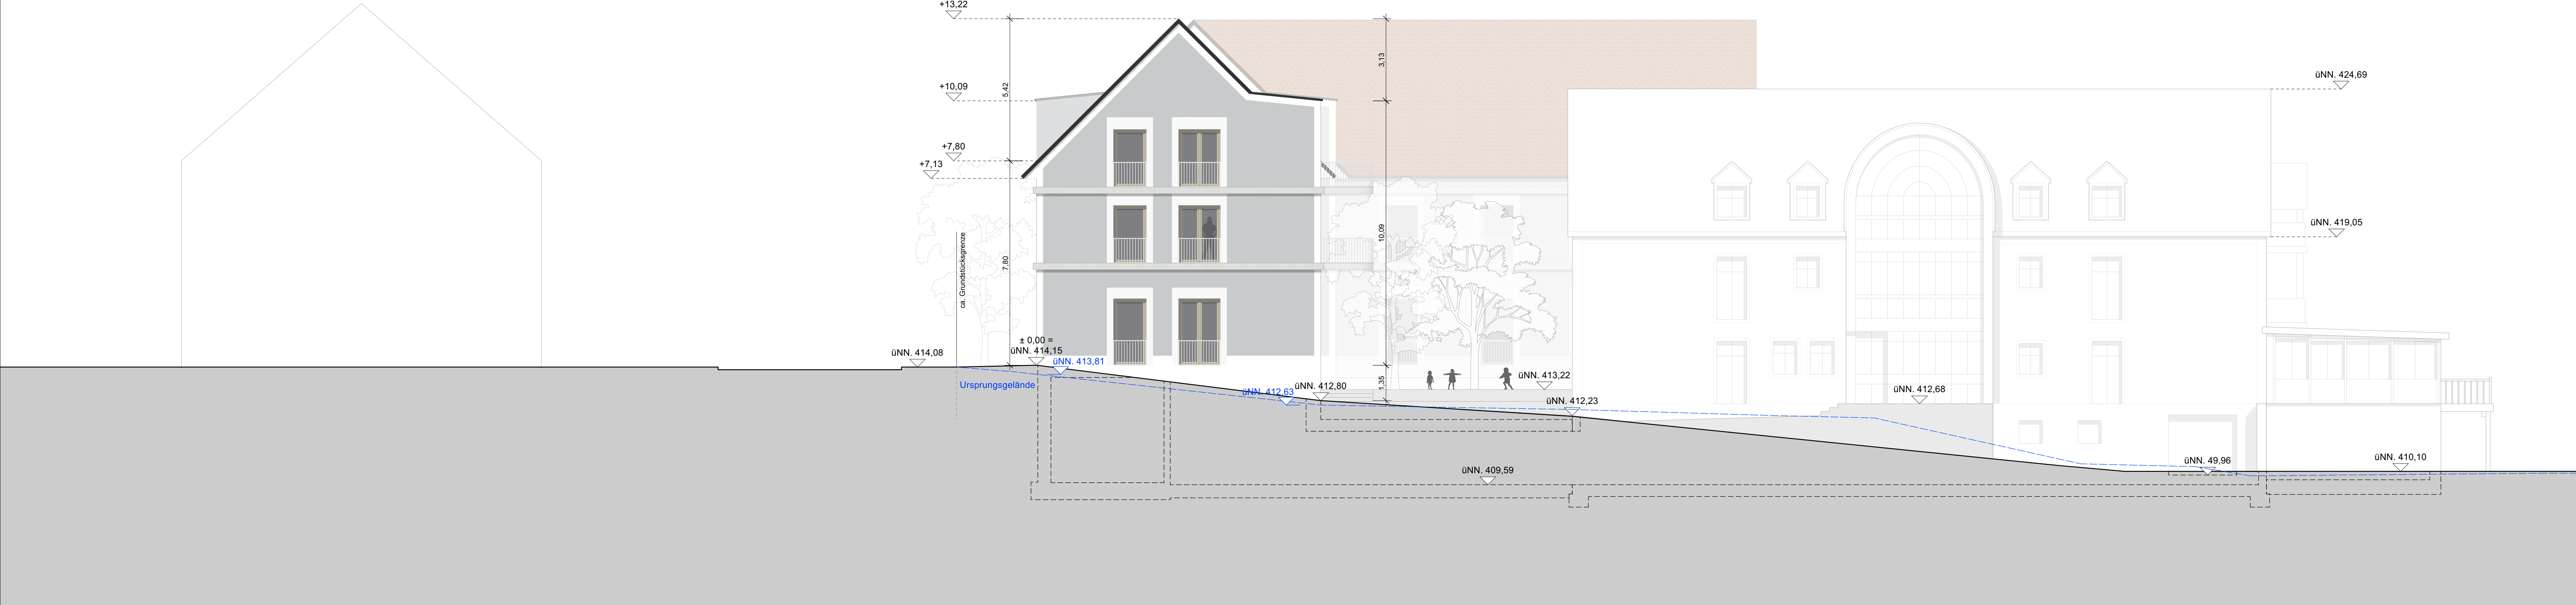 +13,22
3,13
üNN. 424,69
+10,09
5,42
+7,80
+7,13
üNN. 419,05
10,09
ca. Grundstücksgrenze
7,80
± 0,00 =
üNN. 414,15
üNN. 414,08
üNN. 413,81
Ursprungsgelände
üNN. 412,63
üNN. 412,80
1,35
üNN. 413,22
üNN. 412,23
üNN. 412,68
üNN. 409,59
üNN. 49,96
üNN. 410,10